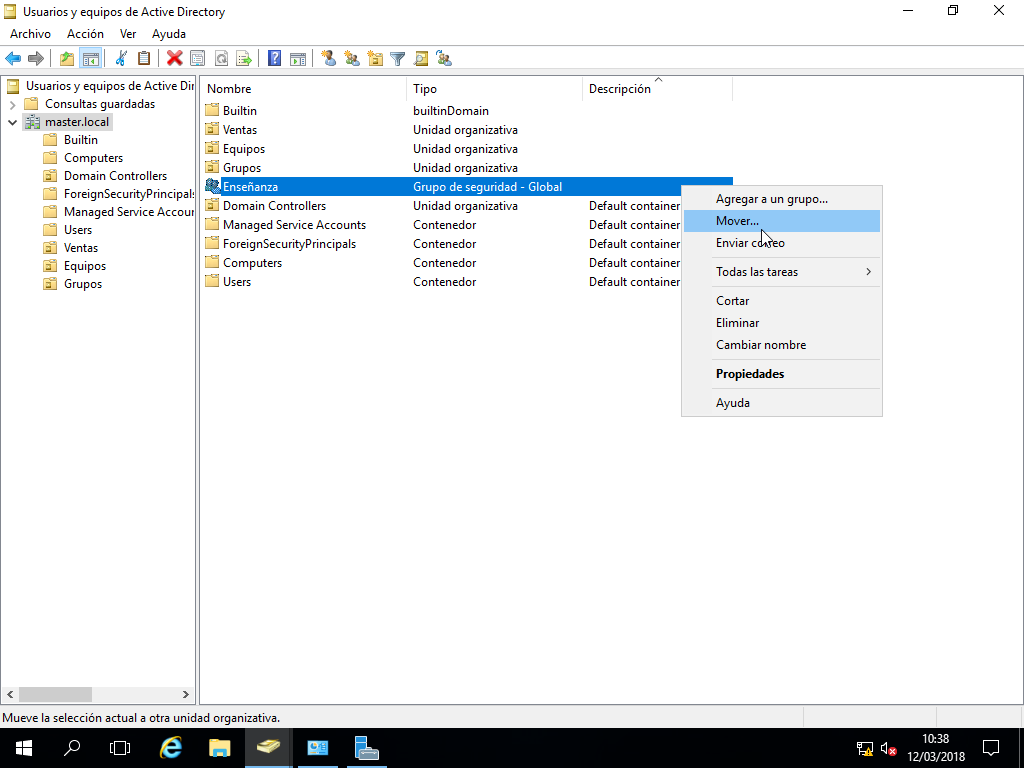 Usuarios y equipos de Active Directory
Archivo Acción Ver Ayuda
Usuarios y equipos de Active Dir
Consultas guardadas
master.local
Builtin
Computers
Domain Controllers
ForeignSecurityPrincipals
Managed Service Accour
Users
Ventas
Equipos
Grupos
Nombre Tipo Descripción
Builtin builtinDomain
Ventas Unidad organizativa
Equipos Unidad organizativa
Grupos Unidad organizativa
Enseñanza Grupo de seguridad - Global
Domain Controllers Unidad organizativa Default container
Managed Service Accounts Contenedor Default container
ForeignSecurityPrincipals Contenedor Default container
Computers Contenedor Default container
Users Contenedor Default container
Agregar a un grupo...
Mover...
Enviar correo
Todas las tareas
Cortar
Eliminar
Cambiar nombre
Propiedades
Ayuda
Mueve la selección actual a otra unidad organizativa.
10:38
12/03/2018